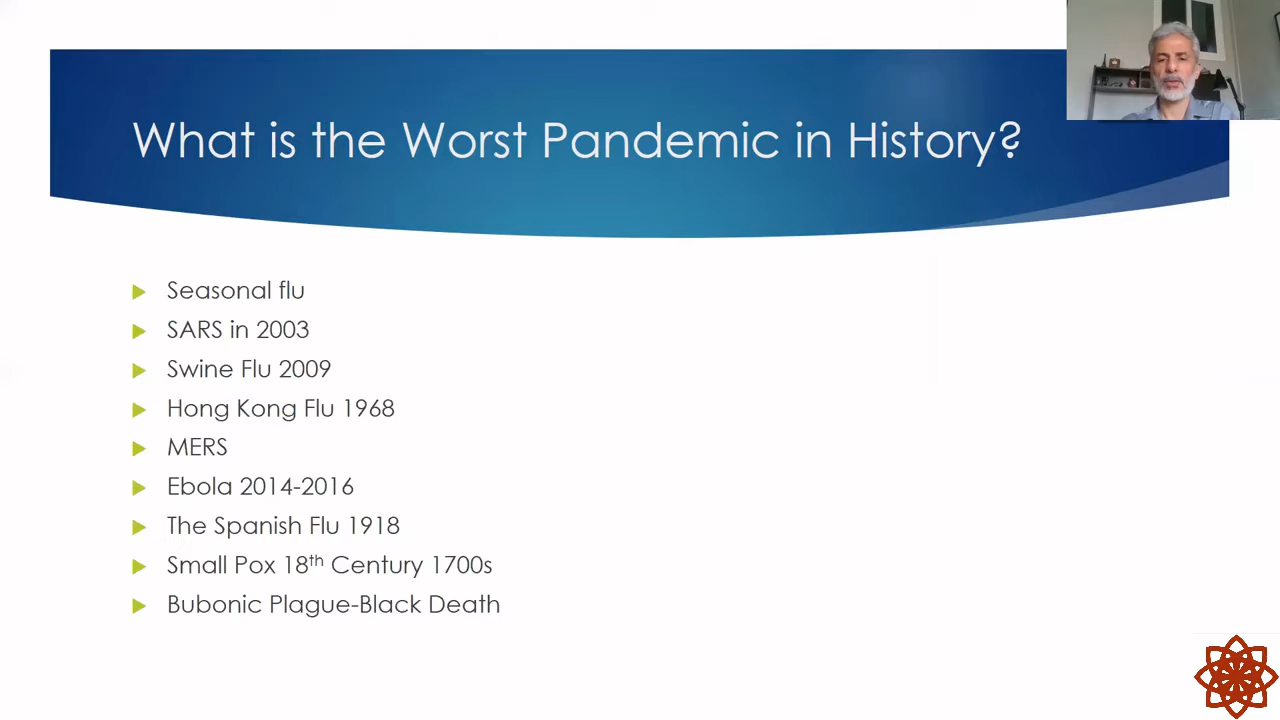 What is the Worst Pandemic in History?
Seasonal flu
SARS in 2003
Swine Flu 2009
Hong Kong Flu 1968
MERS
Ebola 2014-2016
The Spanish Flu 1918
Small Pox 18th Century 1700s
Bubonic Plague-Black Death